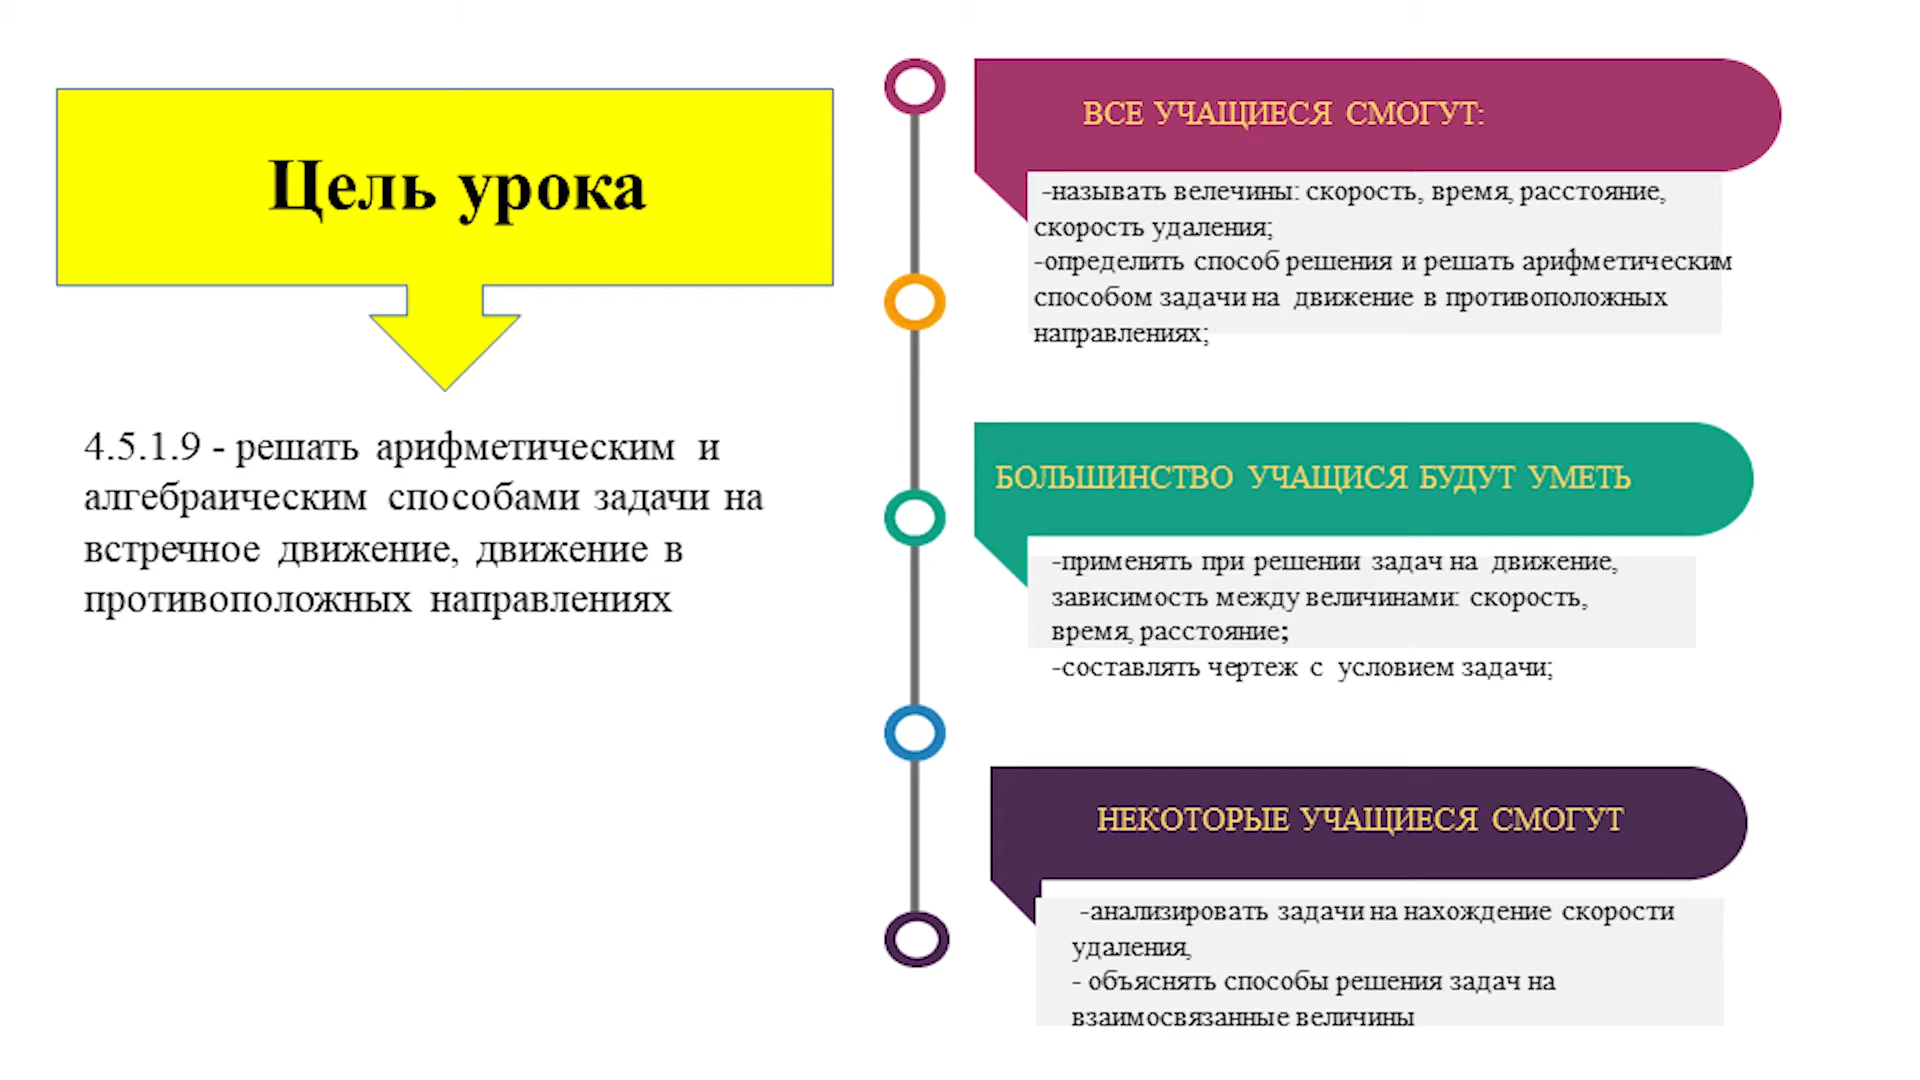 Цель урока
4.5.1.9 - решать арифметическим и
алгебраическим способами задачи на
встречное движение, движение в
противоположных направлениях
ВСЕ УЧАЩИЕСЯ СМОГУТ:
-называть велечины: скорость, время, расстояние,
скорость удаления;
-определить способ решения и решать арифметическим
способом задачи на движение в противоположных
направлениях;
БОЛЬШИНСТВО УЧАЩИСЯ БУДУТ УМЕТЬ
-применять при решении задач на движение,
зависимость между величинами: скорость,
время, расстояние;
-составлять чертеж с условием задачи;
НЕКОТОРЫЕ УЧАЩИЕСЯ СМОГУТ
-анализировать задачи на нахождение скорости
удаления,
- объяснять способы решения задач на
взаимосвязанные величины